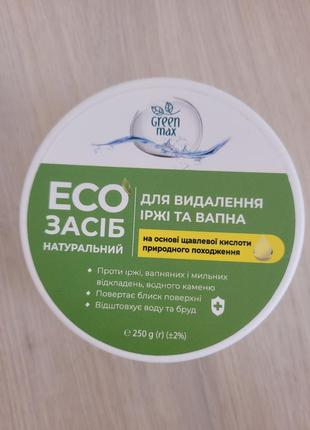 Green
max
ECO
ЗАСІБ
НАТУРАЛЬНИЙ
ДЛЯ ВИДАЛЕННЯ
ІРЖІ ТА ВАПНА
на основі щавлевої кислоти
природного походження
• Проти іржі, вапняних і мильних
відкладень, водного каменю
• Повертає блиск поверхні
• Відштовхує воду та бруд
℮ 250 g (г) (±2%)